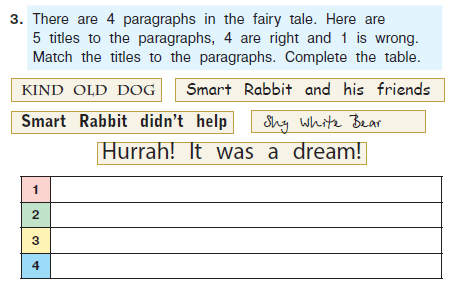 3. There are 4 paragraphs in the fairy tale. Here are
5 titles to the paragraphs, 4 are right and 1 is wrong.
Match the titles to the paragraphs. Complete the table.
KIND OLD DOG
Smart Rabbit and his friends
Smart Rabbit didn't help
Shy White Bear
Hurrah! It was a dream!
1
2
3
4